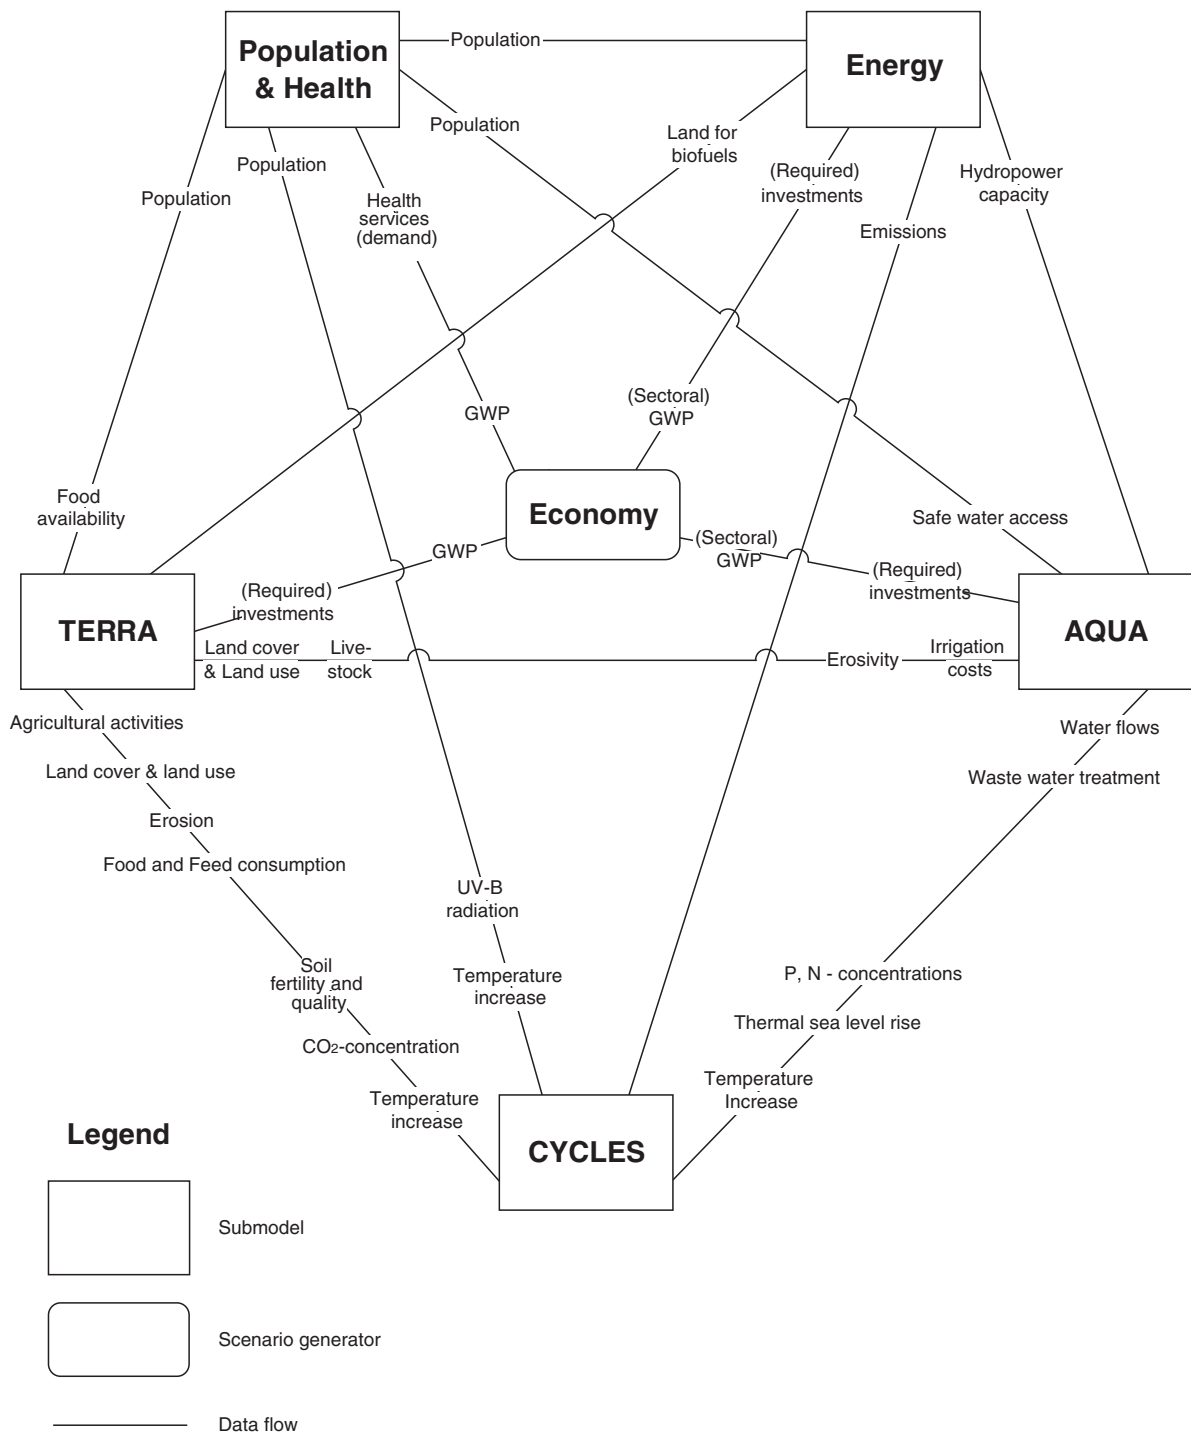 Population
& Health
Population
Energy
Population
Population
Population
Health
services
(demand)
Land for
biofuels
(Required)
investments
Hydropower
capacity
Emissions
GWP
(Sectoral)
GWP
Food
availability
Economy
Safe water access
GWP
(Sectoral)
GWP
(Required)
investments
(Required)
investments
TERRA
AQUA
Land cover
& Land use
Live-
stock
Erosivity
Irrigation
costs
Agricultural activities
Land cover & land use
Erosion
Food and Feed consumption
Water flows
Waste water treatment
UV-B
radiation
Soil
fertility and
quality
Temperature
increase
P, N - concentrations
Thermal sea level rise
CO2-concentration
Temperature
increase
Temperature
Increase
CYCLES
Legend
Submodel
Scenario generator
Data flow